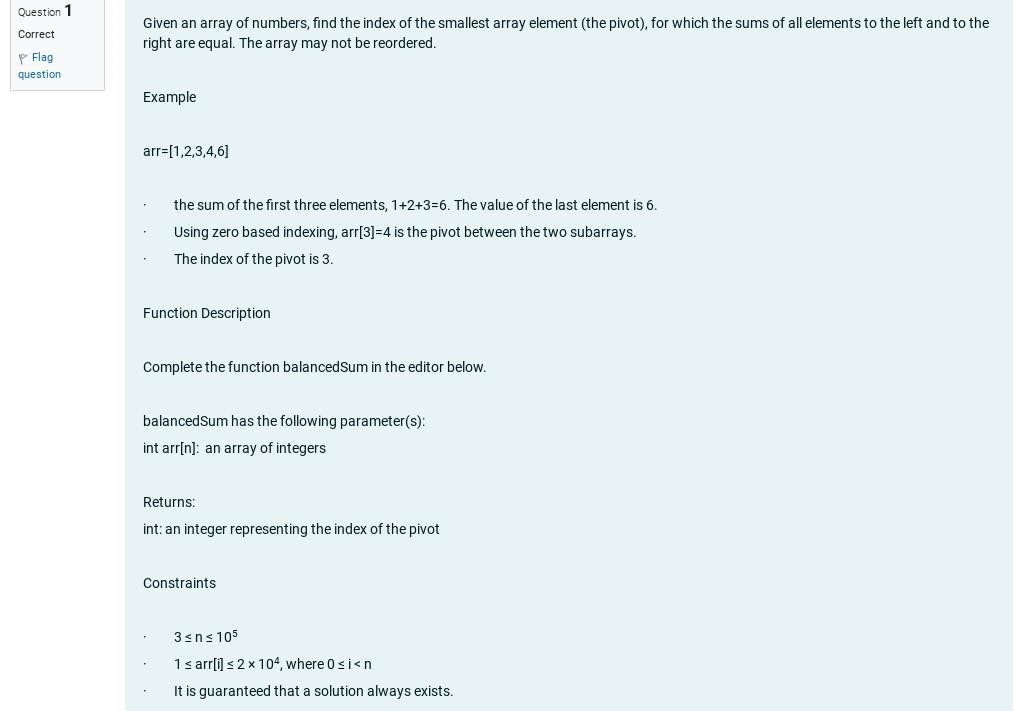 Question 1
Correct
Flag
question
Given an array of numbers, find the index of the smallest array element (the pivot), for which the sums of all elements to the left and to the
right are equal. The array may not be reordered.
Example
arr=[1,2,3,4,6]
· the sum of the first three elements, 1+2+3=6. The value of the last element is 6.
· Using zero based indexing, arr[3]=4 is the pivot between the two subarrays.
· The index of the pivot is 3.
Function Description
Complete the function balancedSum in the editor below.
balancedSum has the following parameter(s):
int arr[n]: an array of integers
Returns:
int: an integer representing the index of the pivot
Constraints
· 3 ≤ n ≤ 10⁵
· 1 ≤ arr[i] ≤ 2 × 10⁴, where 0 ≤ i < n
· It is guaranteed that a solution always exists.